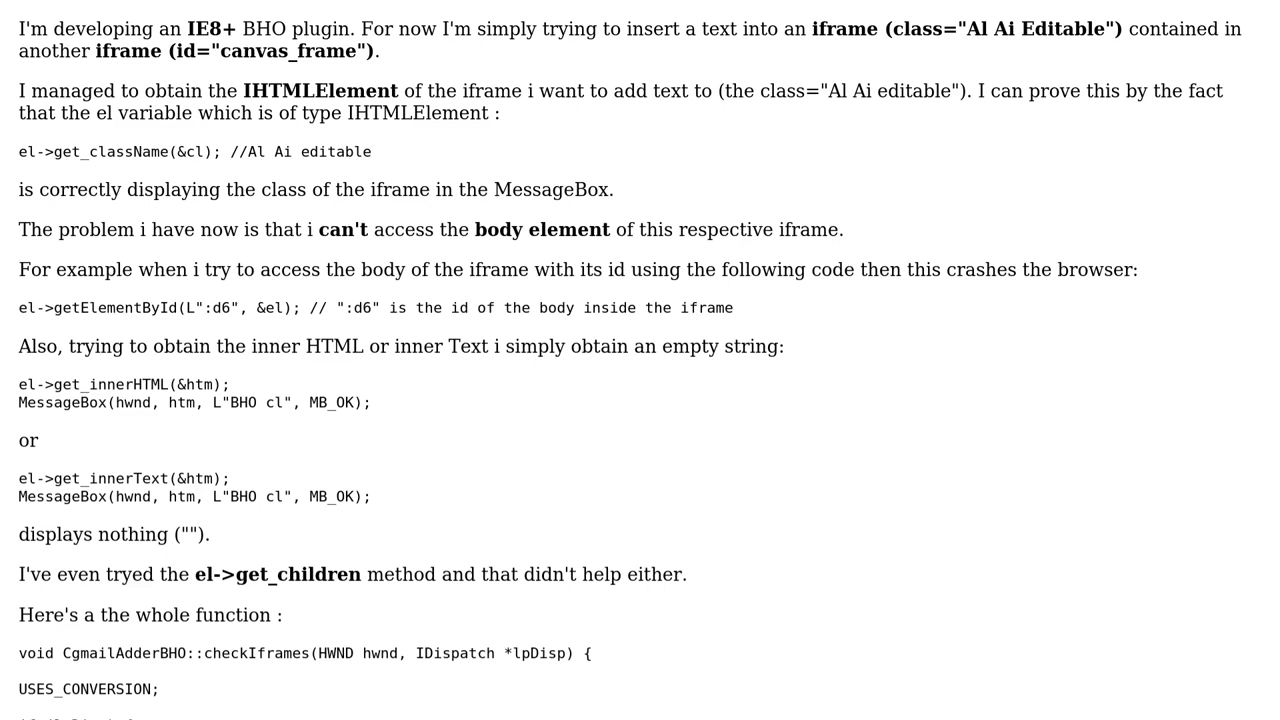 I'm developing an IE8+ BHO plugin. For now I'm simply trying to insert a text into an iframe (class="Al Ai Editable") contained in
another iframe (id="canvas_frame").
I managed to obtain the IHTMLElement of the iframe i want to add text to (the class="Al Ai editable"). I can prove this by the fact
that the el variable which is of type IHTMLElement :
el->get_className(&cl); //Al Ai editable
is correctly displaying the class of the iframe in the MessageBox.
The problem i have now is that i can't access the body element of this respective iframe.
For example when i try to access the body of the iframe with its id using the following code then this crashes the browser:
el->getElementById(L":d6", &el); // ":d6" is the id of the body inside the iframe
Also, trying to obtain the inner HTML or inner Text i simply obtain an empty string:
el->get_innerHTML(&htm);
MessageBox(hwnd, htm, L"BHO cl", MB_OK);
or
el->get_innerText(&htm);
MessageBox(hwnd, htm, L"BHO cl", MB_OK);
displays nothing ("").
I've even tryed the el->get_children method and that didn't help either.
Here's a the whole function :
void CgmailAdderBHO::checkIframes(HWND hwnd, IDispatch *lpDisp) {
USES_CONVERSION;